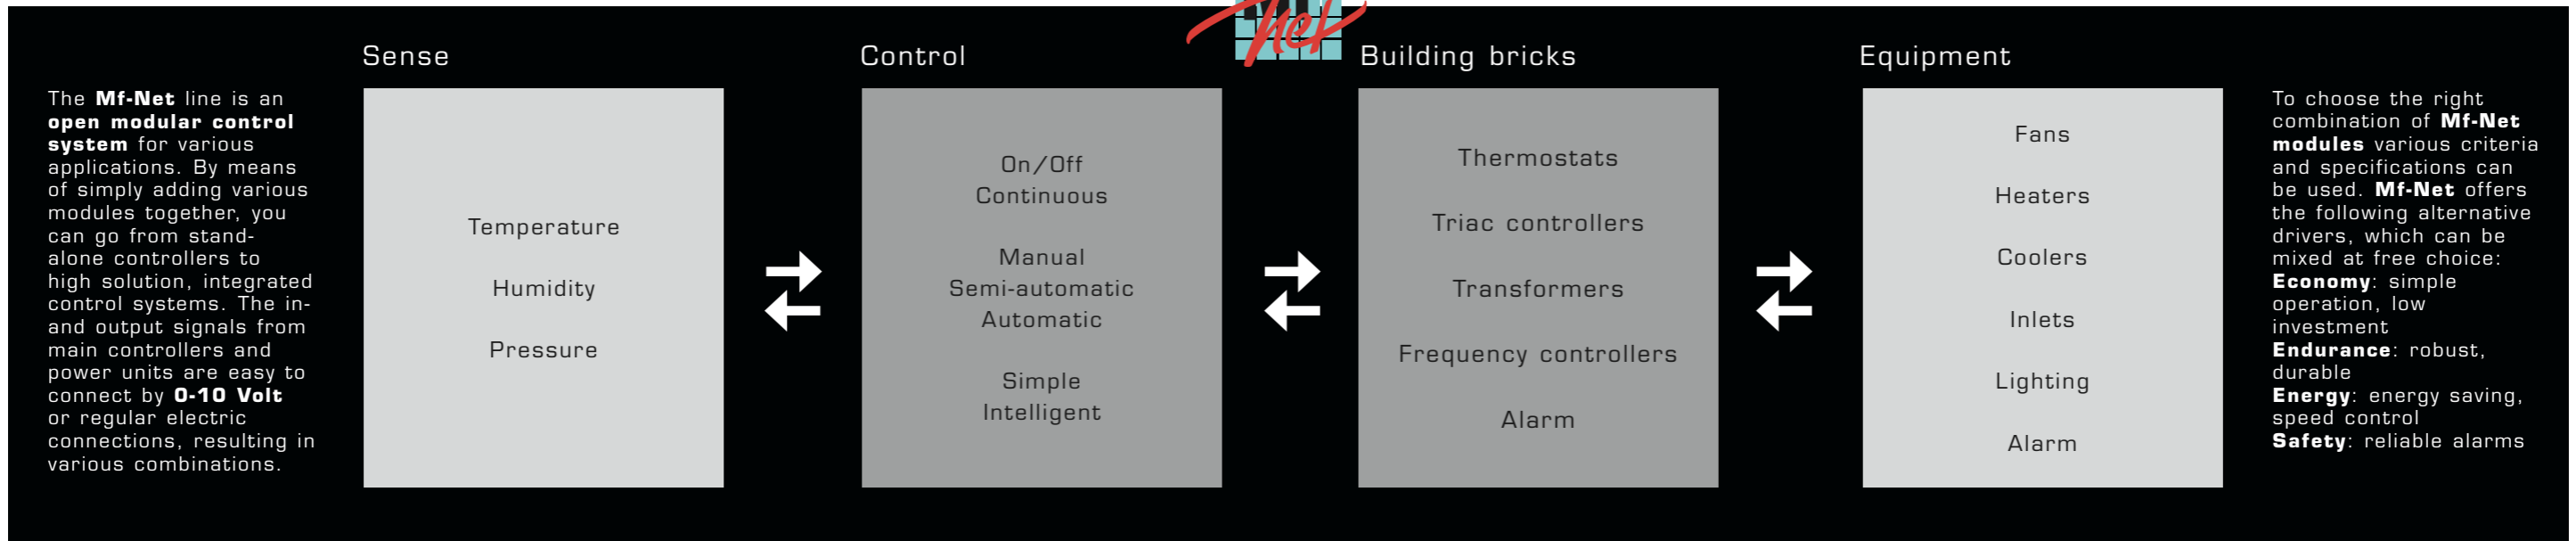 Net
Sense
Control
Building bricks
Equipment
The Mf-Net line is an
open modular control
system for various
applications. By means
of simply adding various
modules together, you
can go from stand-
alone controllers to
high solution, integrated
control systems. The in-
and output signals from
main controllers and
power units are easy to
connect by 0-10 Volt
or regular electric
connections, resulting in
various combinations.
Temperature
Humidity
Pressure
On/Off
Continuous
Manual
Semi-automatic
Automatic
Simple
Intelligent
Thermostats
Triac controllers
Transformers
Frequency controllers
Alarm
Fans
Heaters
Coolers
Inlets
Lighting
Alarm
To choose the right
combination of Mf-Net
modules various criteria
and specifications can
be used. Mf-Net offers
the following alternative
drivers, which can be
mixed at free choice:
Economy: simple
operation, low
investment
Endurance: robust,
durable
Energy: energy saving,
speed control
Safety: reliable alarms